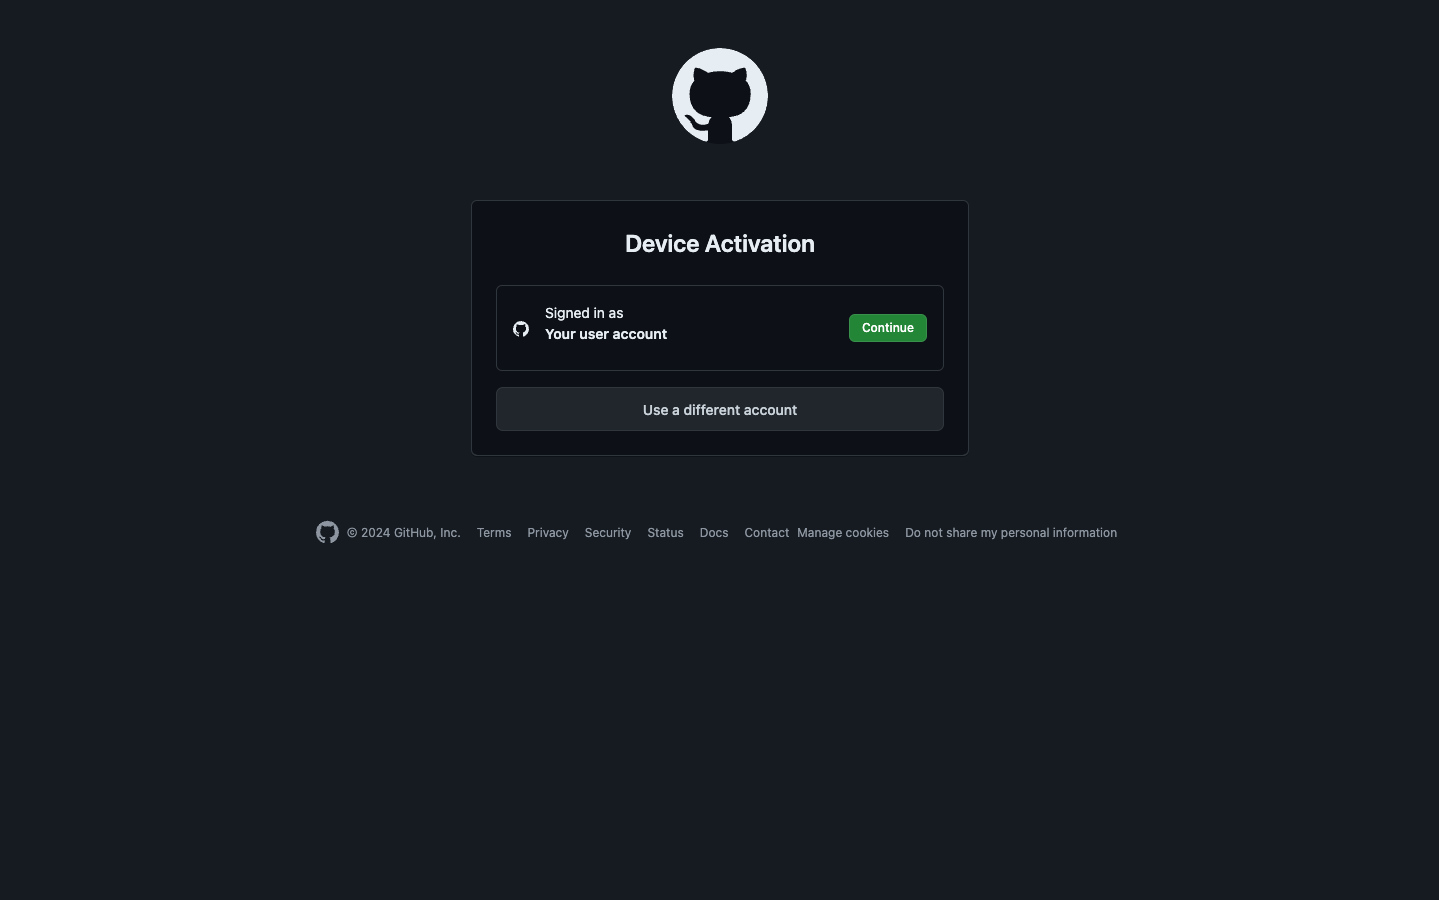 Device Activation
Signed in as
Your user account
Continue
Use a different account
© 2024 GitHub, Inc. Terms Privacy Security Status Docs Contact Manage cookies Do not share my personal information